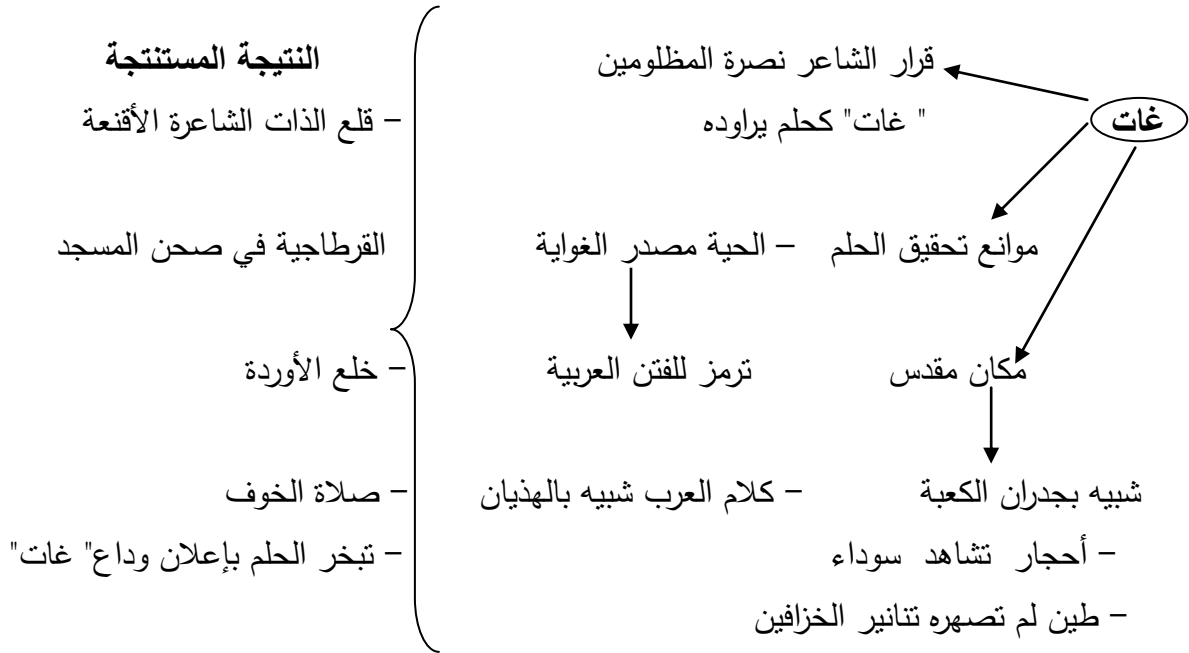 قرار الشاعر نصرة المظلومين
النتيجة المستنتجة
غات
" غات" كحلم يراوده
– قلع الذات الشاعرة الأقنعة
موانع تحقيق الحلم – الحية مصدر الغواية
القرطاجية في صحن المسجد
مكان مقدس
ترمز للفتن العربية
– خلع الأوردة
شبيه بجدران الكعبة
– كلام العرب شبيه بالهذيان
– صلاة الخوف
– أحجار تشاهد سوداء
– تبخر الحلم بإعلان وداع" غات"
– طين لم تصهره تنانير الخزافين